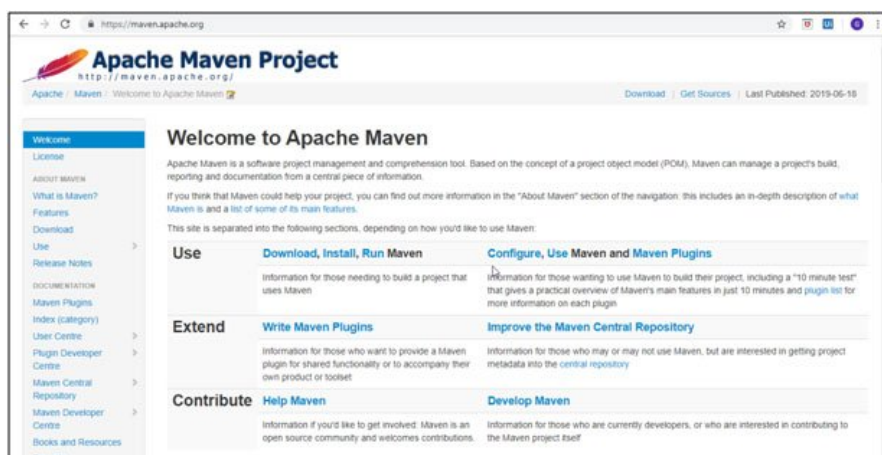 https://maven.apache.org
Apache Maven Project
http://maven.apache.org/
Apache / Maven / Welcome to Apache Maven
Download | Get Sources | Last Published: 2019-06-18
Welcome
License
ABOUT MAVEN
What is Maven?
Features
Download
Use
Release Notes
DOCUMENTATION
Maven Plugins
Index (category)
User Centre
Plugin Developer
Centre
Maven Central
Repository
Maven Developer
Centre
Books and Resources
Welcome to Apache Maven
Apache Maven is a software project management and comprehension tool. Based on the concept of a project object model (POM), Maven can manage a project's build,
reporting and documentation from a central piece of information.
If you think that Maven could help your project, you can find out more information in the "About Maven" section of the navigation: this includes an in-depth description of what
Maven is and a list of some of its main features.
This site is separated into the following sections, depending on how you'd like to use Maven:
Use
Download, Install, Run Maven
Configure, Use Maven and Maven Plugins
Information for those needing to build a project that
uses Maven
Information for those wanting to use Maven to build their project, including a "10 minute test"
that gives a practical overview of Maven's main features in just 10 minutes and plugin list for
more information on each plugin
Extend
Write Maven Plugins
Improve the Maven Central Repository
Information for those who want to provide a Maven
plugin for shared functionality or to accompany their
own product or toolset
Information for those who may or may not use Maven, but are interested in getting project
metadata into the central repository
Contribute
Help Maven
Develop Maven
Information if you'd like to get involved. Maven is an
open source community and welcomes contributions.
Information for those who are currently developers, or who are interested in contributing to
the Maven project itself